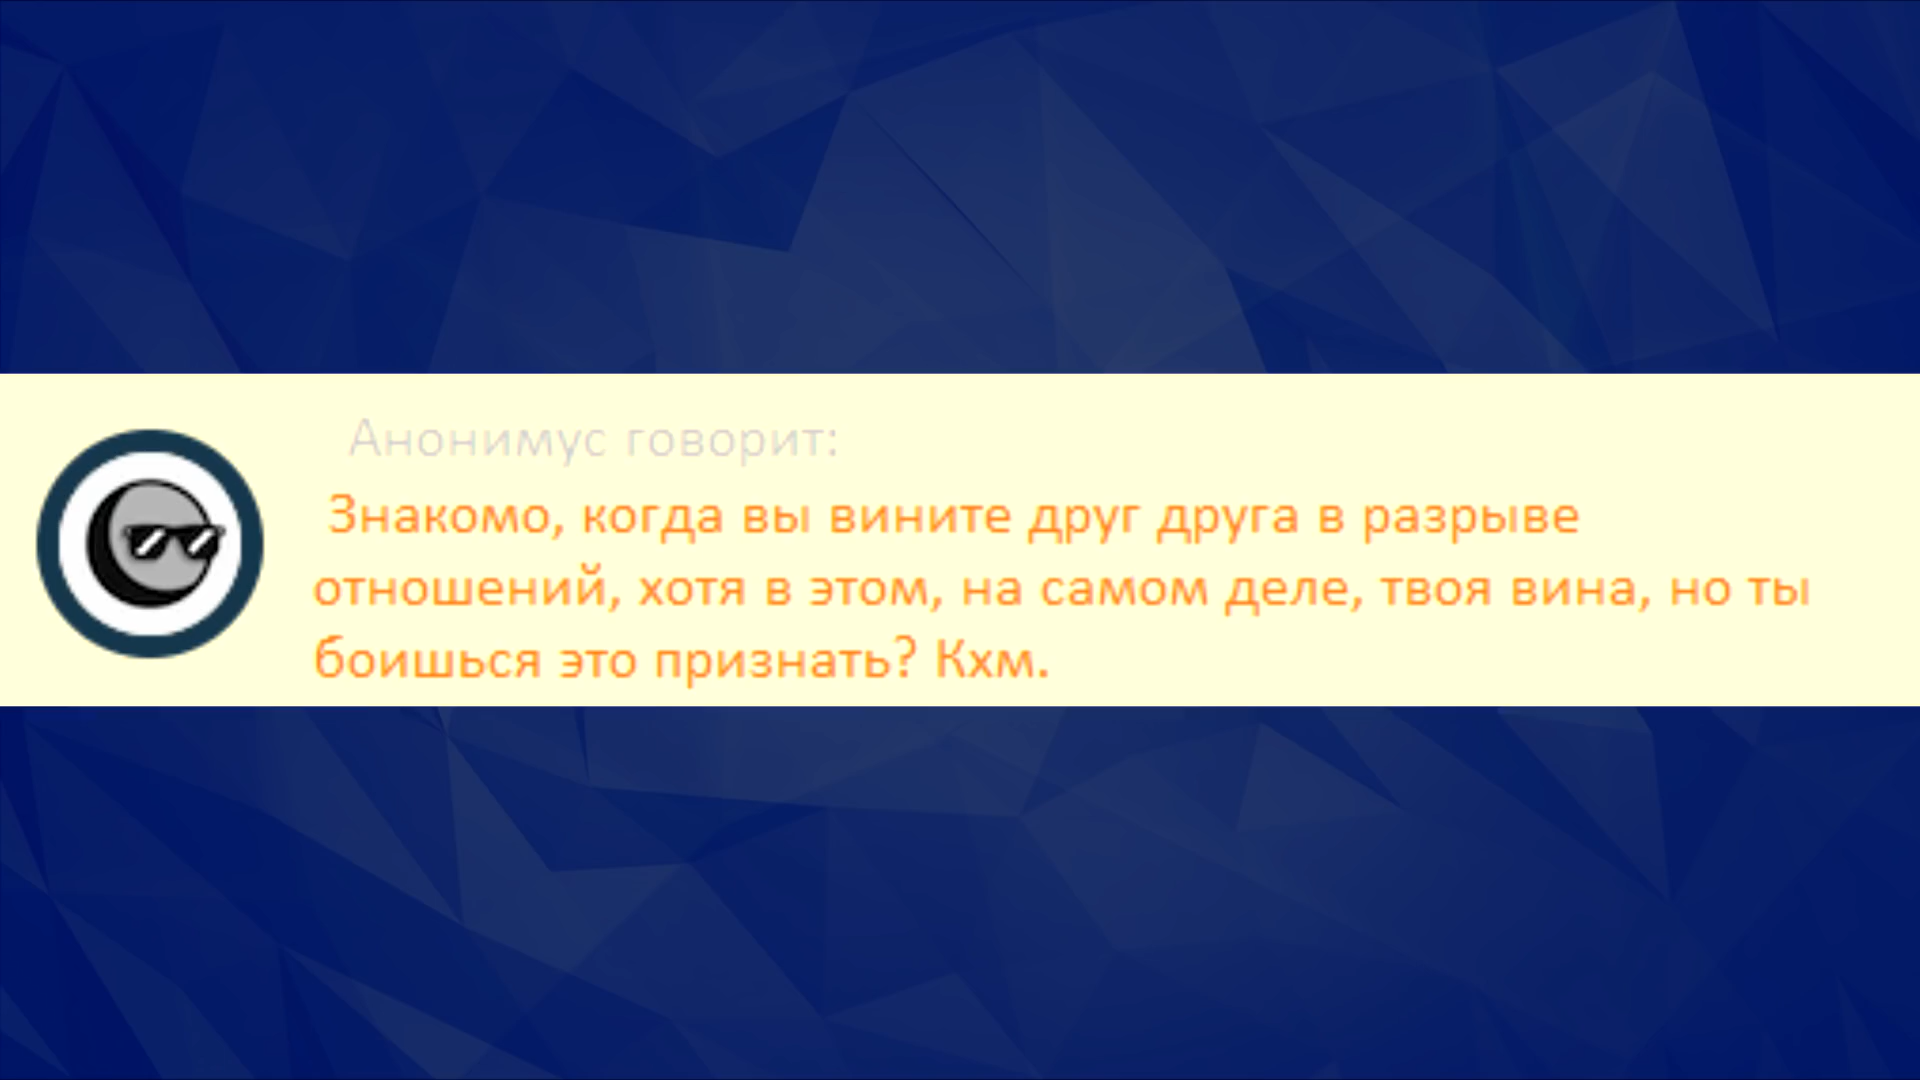 Анонимус говорит:
Знакомо, когда вы вините друг друга в разрыве
отношений, хотя в этом, на самом деле, твоя вина, но ты
боишься это признать? Кхм.